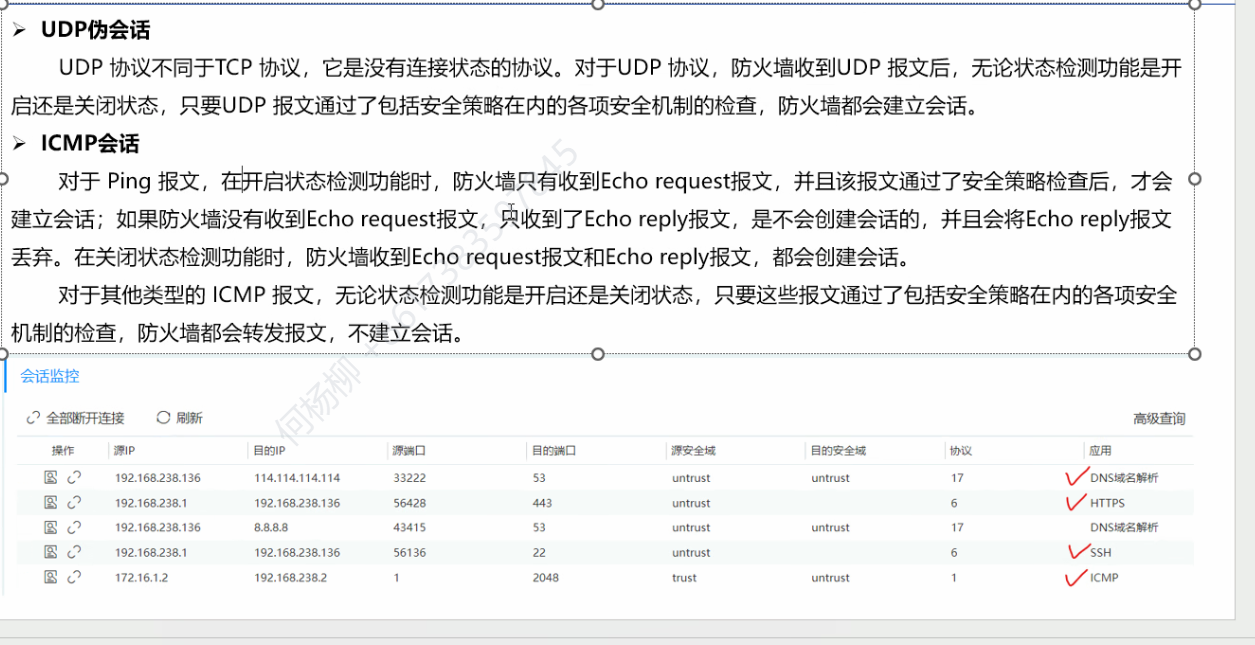 ➢ UDP伪会话
UDP 协议不同于TCP 协议，它是没有连接状态的协议。对于UDP 协议，防火墙收到UDP 报文后，无论状态检测功能是开
启还是关闭状态，只要UDP 报文通过了包括安全策略在内的各项安全机制的检查，防火墙都会建立会话。
➢ ICMP会话
对于 Ping 报文，在开启状态检测功能时，防火墙只有收到Echo request报文，并且该报文通过了安全策略检查后，才会
建立会话；如果防火墙没有收到Echo request报文，只收到了Echo reply报文，是不会创建会话的，并且会将Echo reply报文
丢弃。在关闭状态检测功能时，防火墙收到Echo request报文和Echo reply报文，都会创建会话。
对于其他类型的 ICMP 报文，无论状态检测功能是开启还是关闭状态，只要这些报文通过了包括安全策略在内的各项安全
机制的检查，防火墙都会转发报文，不建立会话。
何杨柳
会话监控
全部断开连接 刷新 高级查询
操作 源IP 目的IP 源端口 目的端口 源安全域 目的安全域 协议 应用
192.168.238.136 114.114.114.114 33222 53 untrust untrust 17 DNS域名解析
192.168.238.1 192.168.238.136 56428 443 untrust 6 HTTPS
192.168.238.136 8.8.8.8 43415 53 untrust untrust 17 DNS域名解析
192.168.238.1 192.168.238.136 56136 22 untrust 6 SSH
172.16.1.2 192.168.238.2 1 2048 trust untrust 1 ICMP